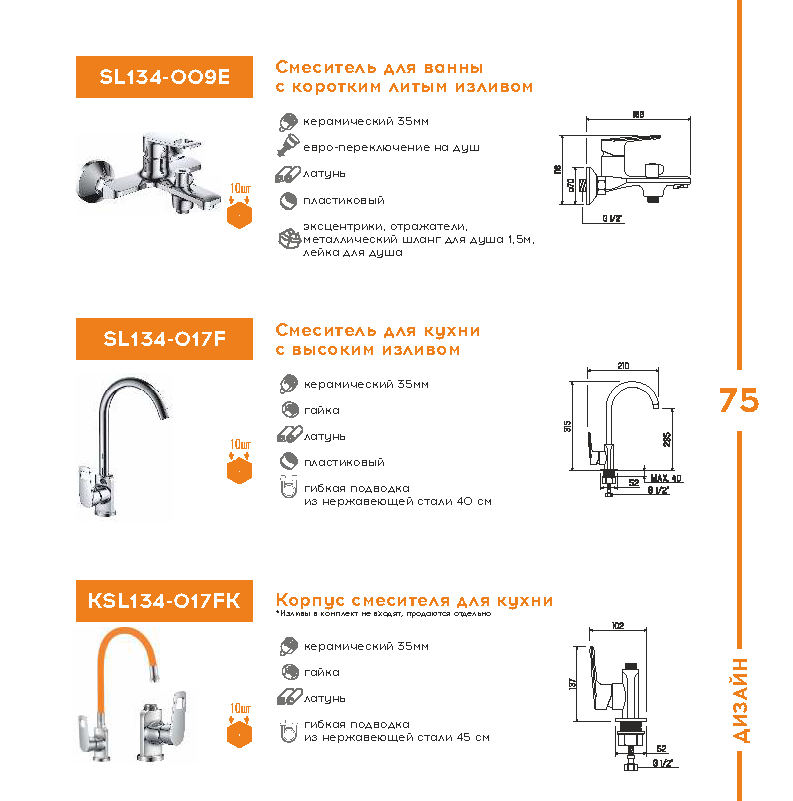 SL134-009E
Смеситель для ванны
с коротким литым изливом
керамический 35мм
евро-переключение на душ
латунь
пластиковый
эксцентрики, отражатели,
металлический шланг для душа 1,5м,
лейка для душа
10шт
G 1/2"
SL134-017F
Смеситель для кухни
с высоким изливом
керамический 35мм
гайка
латунь
пластиковый
гибкая подводка
из нержавеющей стали 40 см
10шт
210
315
52
MAX. 40
G 1/2"
75
KSL134-017FK
Корпус смесителя для кухни
*Изливы в комплект не входят, продаются отдельно
керамический 35мм
гайка
латунь
гибкая подводка
из нержавеющей стали 45 см
10шт
102
137
52
G 1/2"
ДИЗАЙН